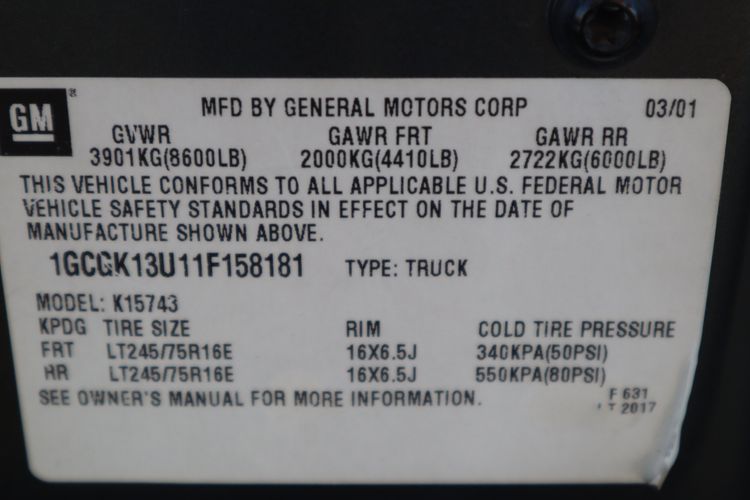 GM
MFD BY GENERAL MOTORS CORP 03/01
GVWR GAWR FRT GAWR RR
3901KG(8600LB) 2000KG(4410LB) 2722KG(6000LB)
THIS VEHICLE CONFORMS TO ALL APPLICABLE U.S. FEDERAL MOTOR
VEHICLE SAFETY STANDARDS IN EFFECT ON THE DATE OF
MANUFACTURE SHOWN ABOVE.
1GCGK13U11F158181 TYPE: TRUCK
MODEL: K15743
KPDG TIRE SIZE RIM COLD TIRE PRESSURE
FRT LT245/75R16E 16X6.5J 340KPA(50PSI)
RR LT245/75R16E 16X6.5J 550KPA(80PSI)
SEE OWNER'S MANUAL FOR MORE INFORMATION.
F 631
T 2017